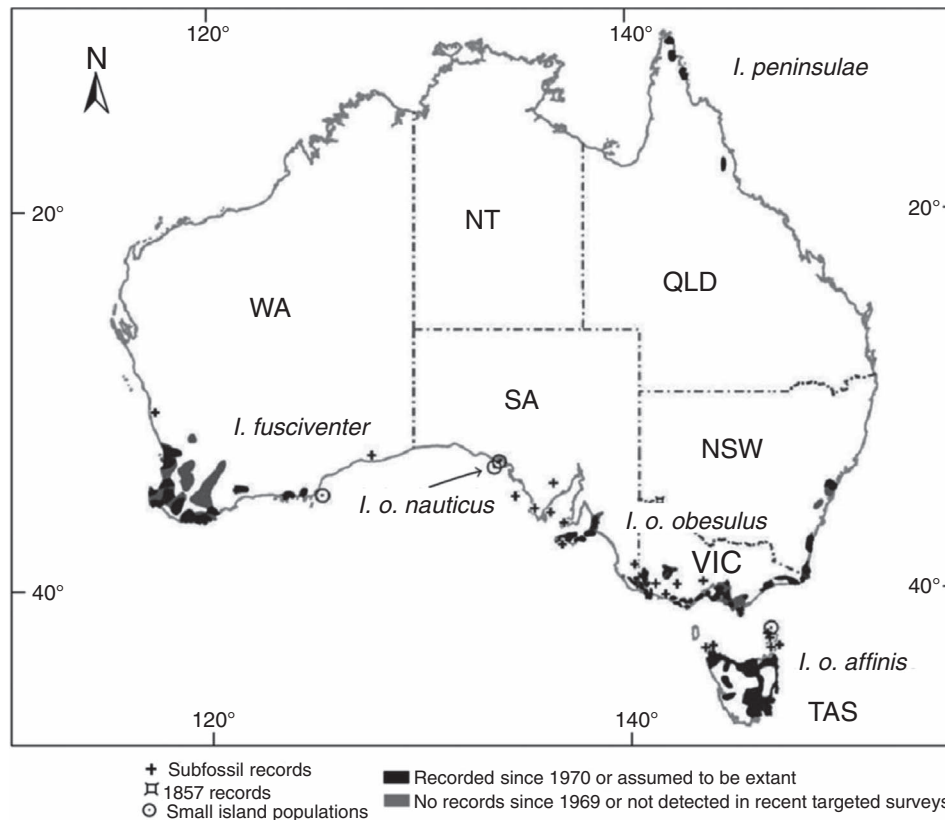 120°
140°
N
I. peninsulae
20°
NT
20°
QLD
WA
SA
I. fusciventer
NSW
I. o. nauticus
I. o. obesulus
VIC
40°
40°
I. o. affinis
TAS
120°
140°
Subfossil records
1857 records
Small island populations
Recorded since 1970 or assumed to be extant
No records since 1969 or not detected in recent targeted surveys